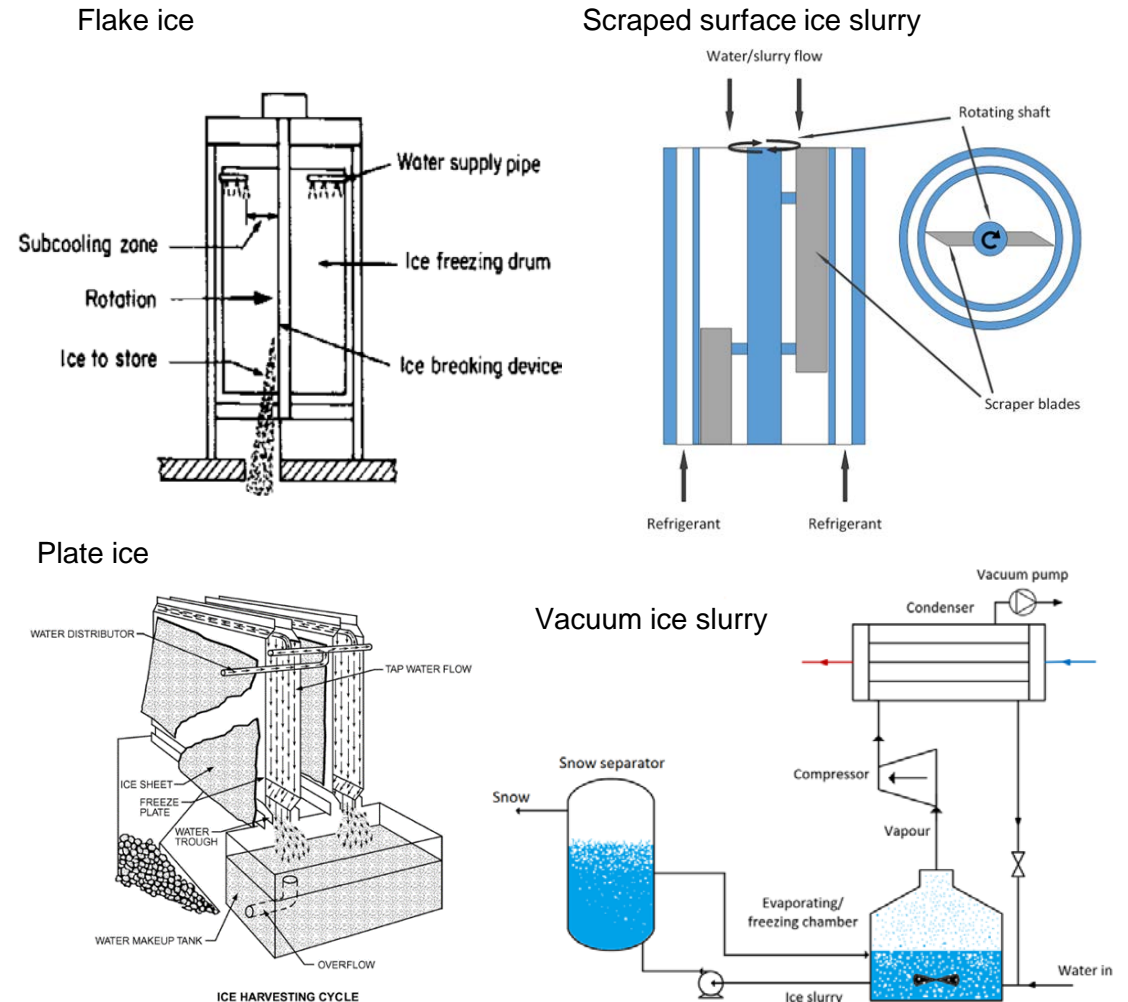 Flake ice
Water supply pipe
Subcooling zone
Ice freezing drum
Rotation
Ice to store
Ice breaking device
Scraped surface ice slurry
Water/slurry flow
Rotating shaft
Scraper blades
Refrigerant
Refrigerant
Plate ice
WATER DISTRIBUTOR
TAP WATER FLOW
ICE SHEET
FREEZE
PLATE
WATER
TROUGH
WATER MAKEUP TANK
OVERFLOW
ICE HARVESTING CYCLE
Vacuum ice slurry
Vacuum pump
Condenser
Snow separator
Compressor
Snow
Vapour
Evaporating/
freezing chamber
Water in
Ice slurry